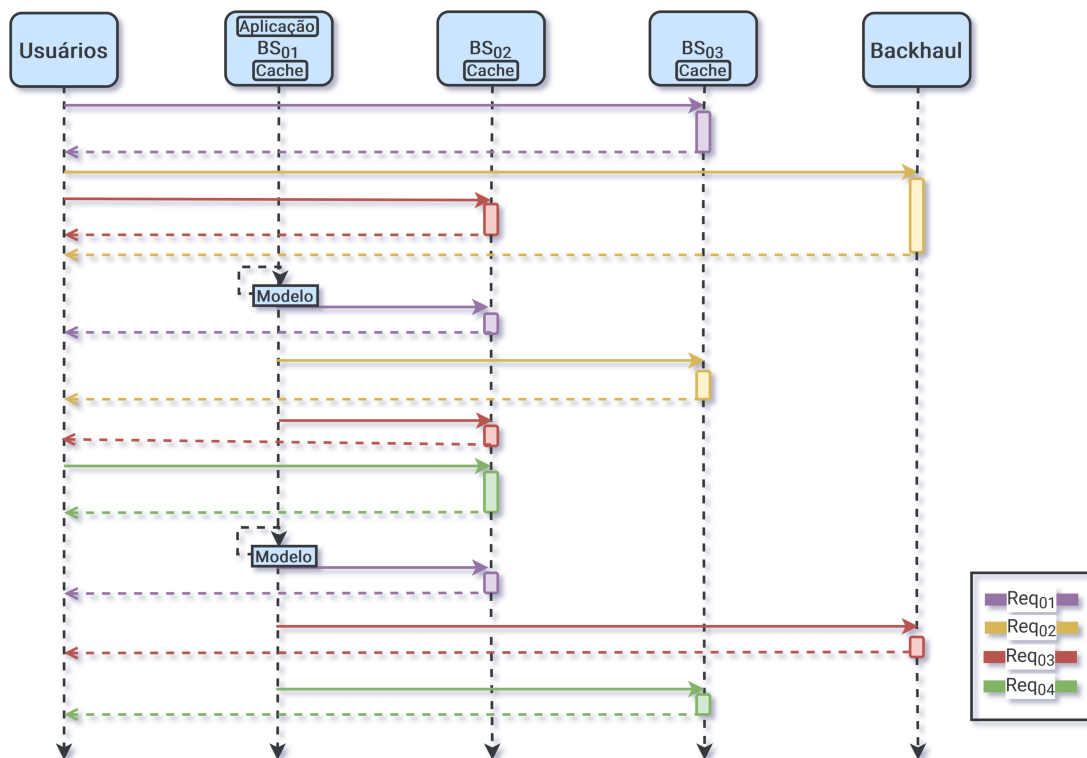 Usuários
Aplicação
BS01
Cache
BS02
Cache
BS03
Cache
Backhaul
Modelo
Modelo
Req01
Req02
Req03
Req04